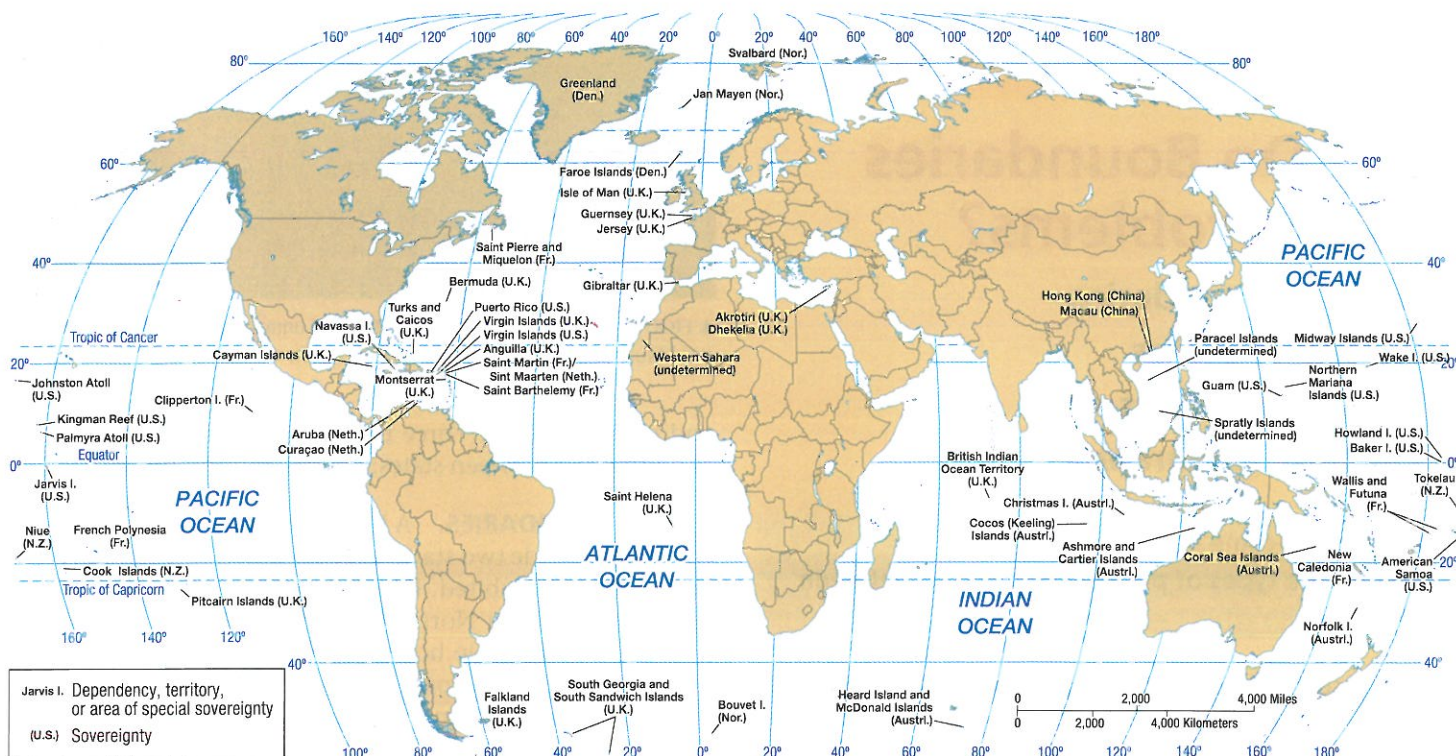 160° 140° 120° 100° 80° 60° 40° 20° 0° 20° 40° 60° 80° 100° 120° 140° 160° 180°
Svalbard (Nor.)
80°
80°
Greenland
(Den.)
Jan Mayen (Nor.)
60°
60°
Faroe Islands (Den.)
Isle of Man (U.K.)
Guernsey (U.K.)
Jersey (U.K.)
Saint Pierre and
Miquelon (Fr.)
PACIFIC
OCEAN
40°
40°
Bermuda (U.K.)
Gibraltar (U.K.)
Turks and
Caicos
(U.K.)
Puerto Rico (U.S.)
Virgin Islands (U.K.)
Virgin Islands (U.S.)
Anguilla (U.K.)
Saint Martin (Fr.)/
Sint Maarten (Neth.)
Saint Barthelemy (Fr.)
Navassa I.
(U.S.)
Tropic of Cancer
Cayman Islands (U.K.)
Montserrat
(U.K.)
Akrotiri (U.K.)
Dhekelia (U.K.)
Western Sahara
(undetermined)
Hong Kong (China)
Macau (China)
Paracel Islands
(undetermined)
Midway Islands (U.S.)
Wake I. (U.S.)
20°
20°
Johnston Atoll
(U.S.)
Clipperton I. (Fr.)
Guam (U.S.)
Northern
Mariana
Islands (U.S.)
Kingman Reef (U.S.)
Palmyra Atoll (U.S.)
Equator
Aruba (Neth.)
Curaçao (Neth.)
Spratly Islands
(undetermined)
Howland I. (U.S.)
Baker I. (U.S.)
0°
0°
Jarvis I.
(U.S.)
PACIFIC
OCEAN
Saint Helena
(U.K.)
British Indian
Ocean Territory
(U.K.)
Christmas I. (Austrl.)
Cocos (Keeling)
Islands (Austrl.)
Wallis and
Futuna
(Fr.)
Tokelau
(N.Z.)
Niue
(N.Z.)
French Polynesia
(Fr.)
ATLANTIC
OCEAN
Ashmore and
Cartier Islands
(Austrl.)
Coral Sea Islands
(Austrl.)
New
Caledonia
(Fr.)
American
Samoa
(U.S.)
20°
Cook Islands (N.Z.)
Tropic of Capricorn
Pitcairn Islands (U.K.)
INDIAN
OCEAN
Norfolk I.
(Austrl.)
160° 140° 120°
40°
40°
Jarvis I. Dependency, territory,
or area of special sovereignty
(U.S.) Sovereignty
Falkland
Islands
(U.K.)
South Georgia and
South Sandwich Islands
(U.K.)
Bouvet I.
(Nor.)
Heard Island and
McDonald Islands
(Austrl.)
0 2,000 4,000 Miles
0 2,000 4,000 Kilometers
100° 80° 60° 40° 20° 0° 20° 40° 60° 80° 100° 120° 140° 160° 180°